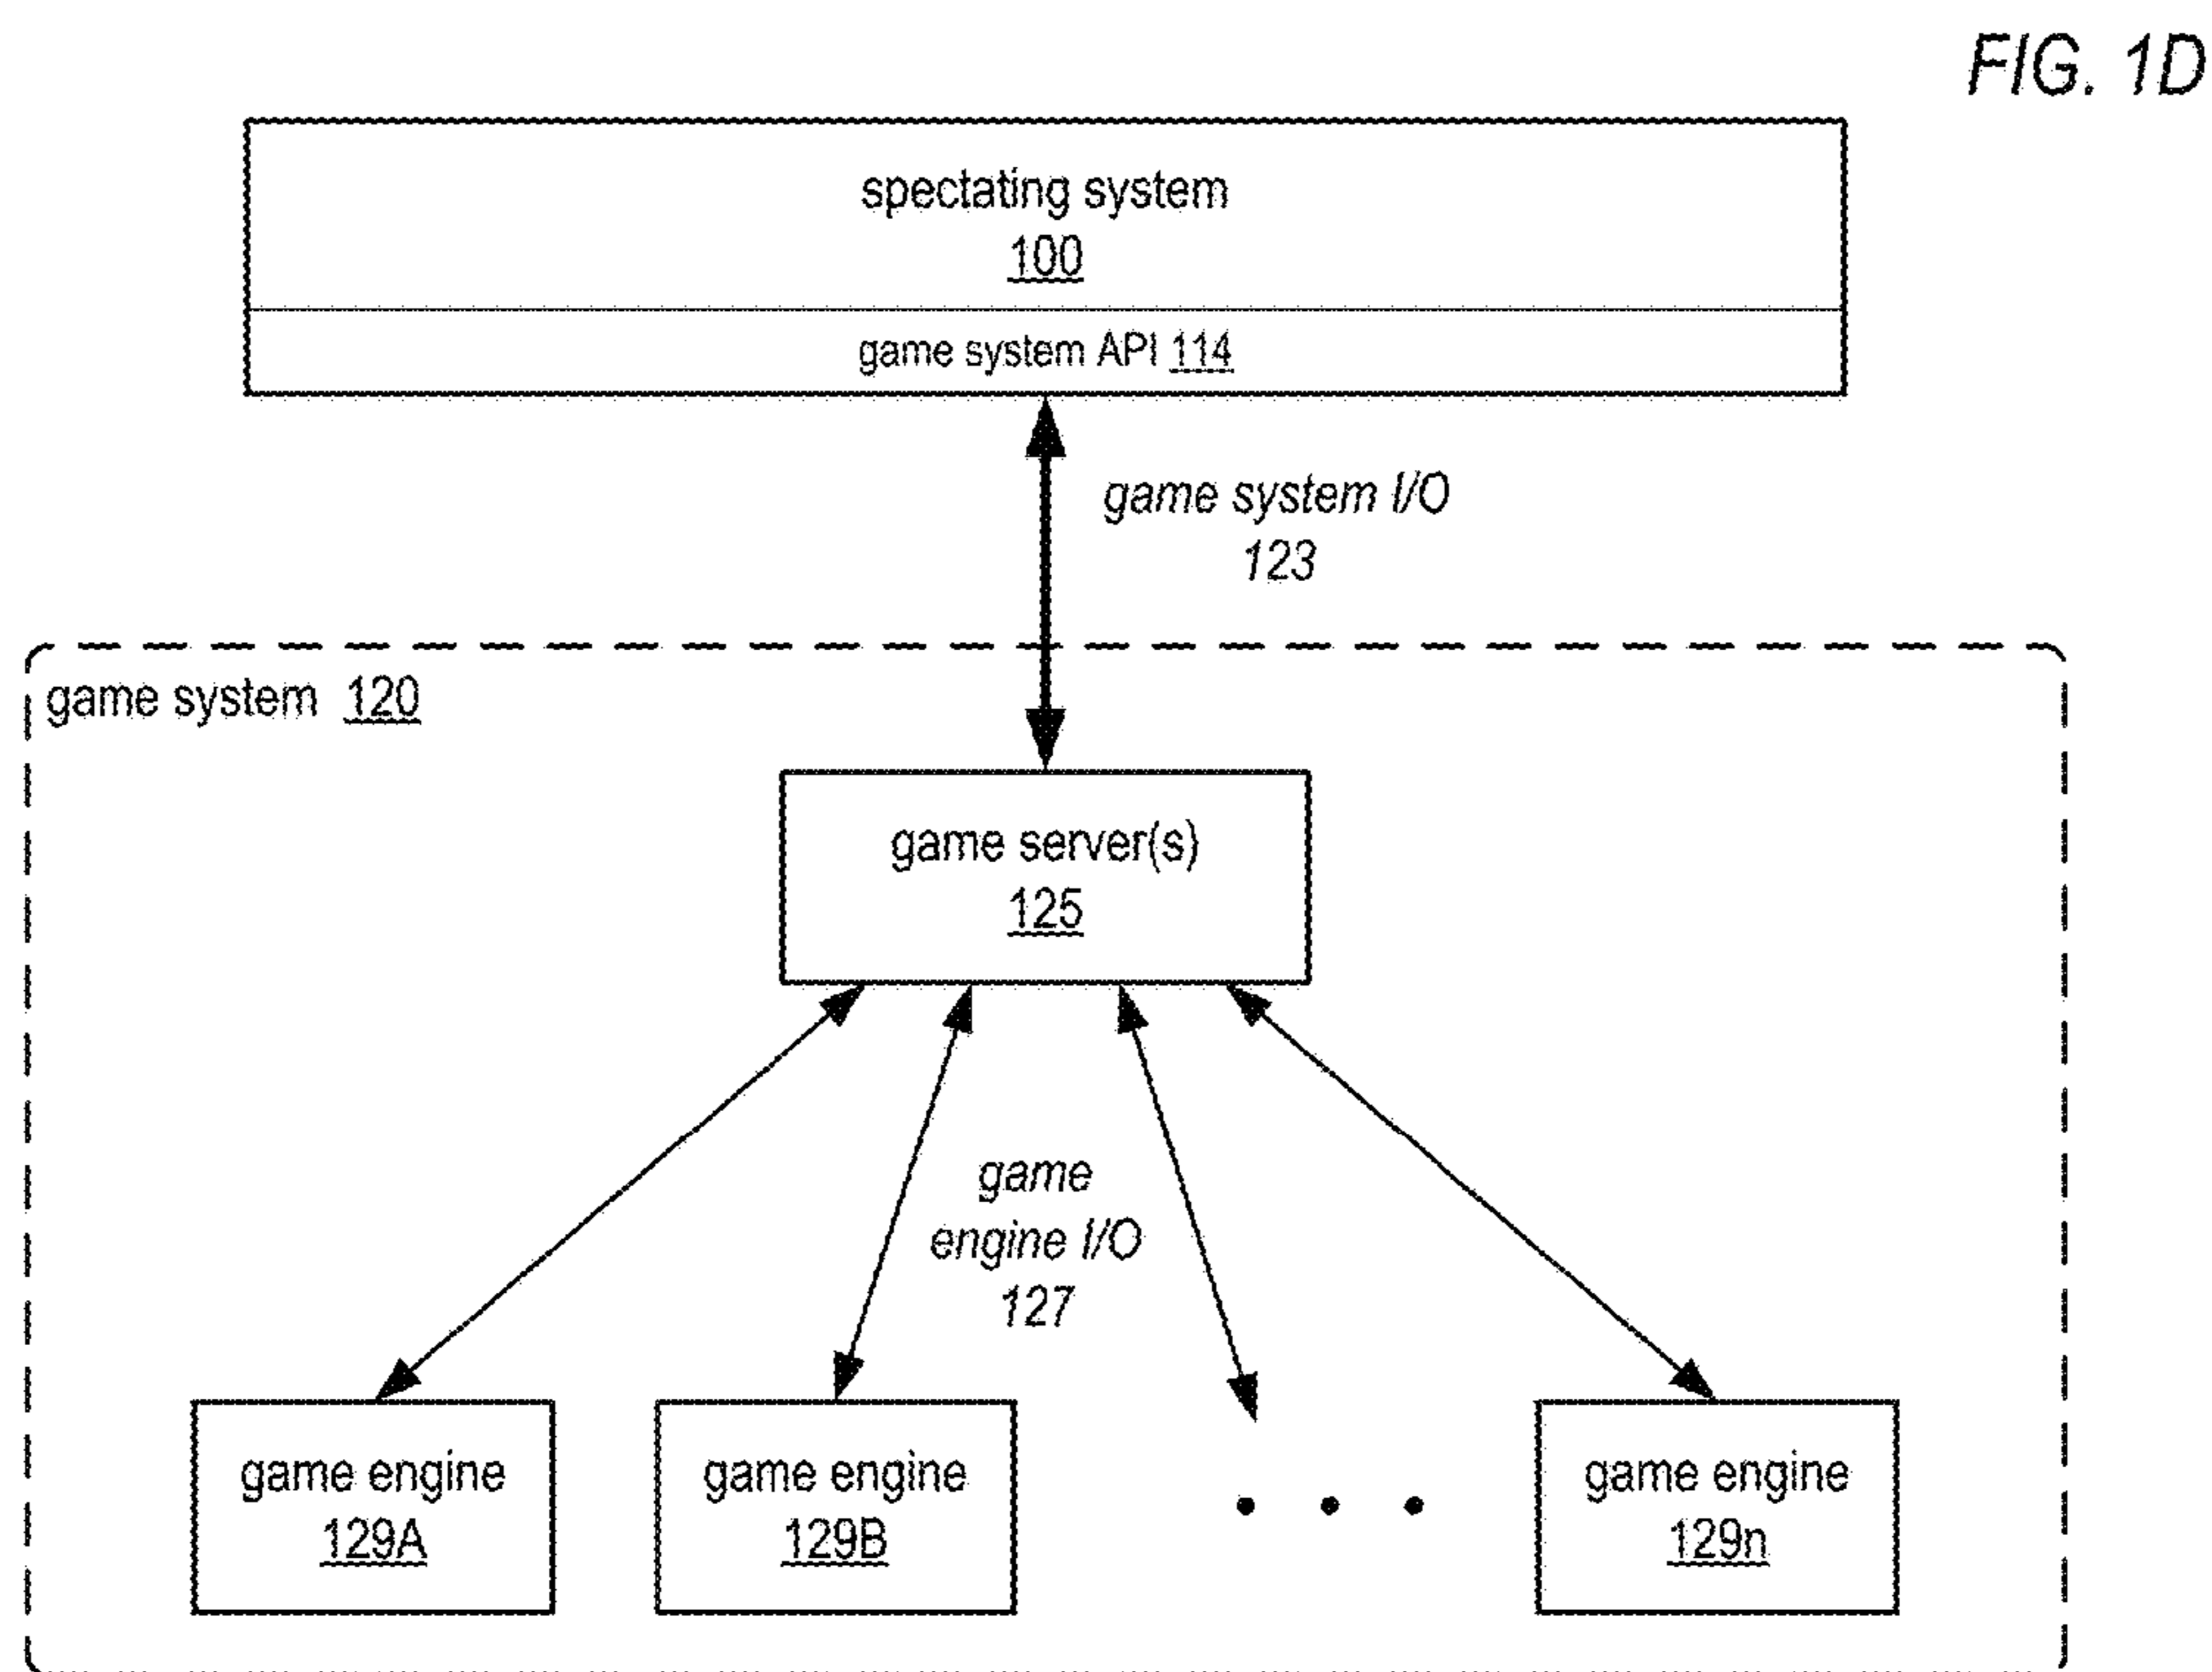 FIG. 1D
spectating system
100
game system API 114
game system I/O
123
game system 120
game server(s)
125
game
engine I/O
127
game engine
129A
game engine
129B
• • •
game engine
129n